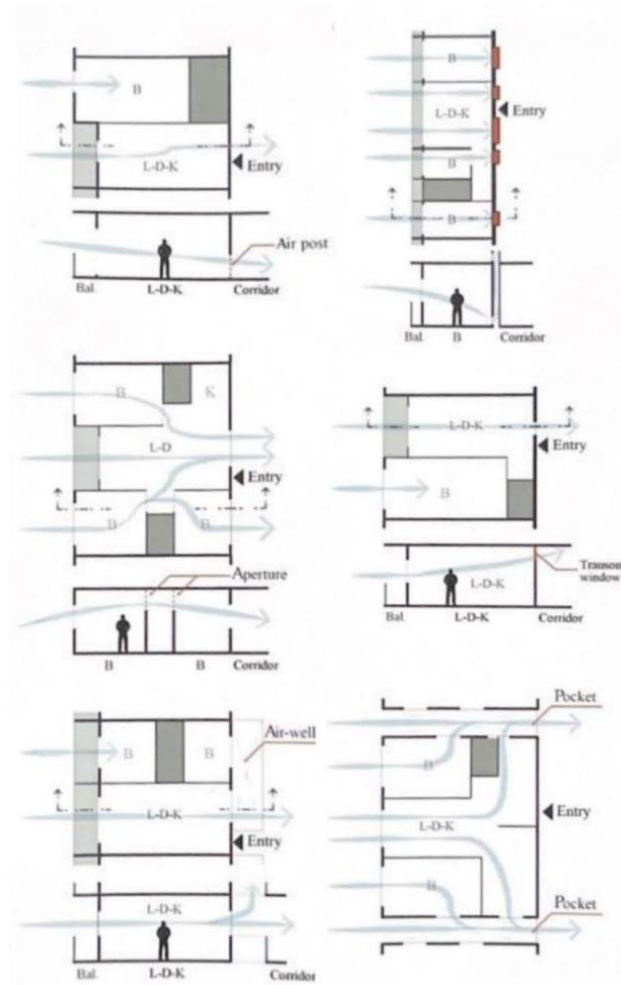 B
L-D-K
Entry
Air post
Bal.
L-D-K
Corridor
B
L-D-K
Entry
B
B
Bal.
B
Corridor
B
K
L-D
Entry
B
B
Aperture
B
B
Corridor
L-D-K
Entry
B
Transom
window
L-D-K
Bal.
L-D-K
Corridor
Air-well
B
B
L-D-K
Entry
L-D-K
Bal.
L-D-K
Corridor
Pocket
B
L-D-K
Entry
B
Pocket